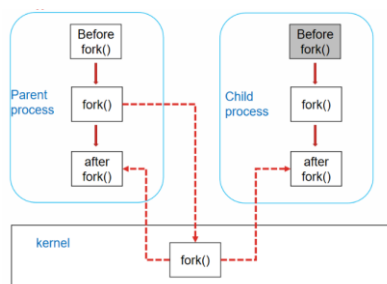 Before
fork()
Parent
process
fork()
after
fork()
Before
fork()
Child
process
fork()
after
fork()
kernel
fork()